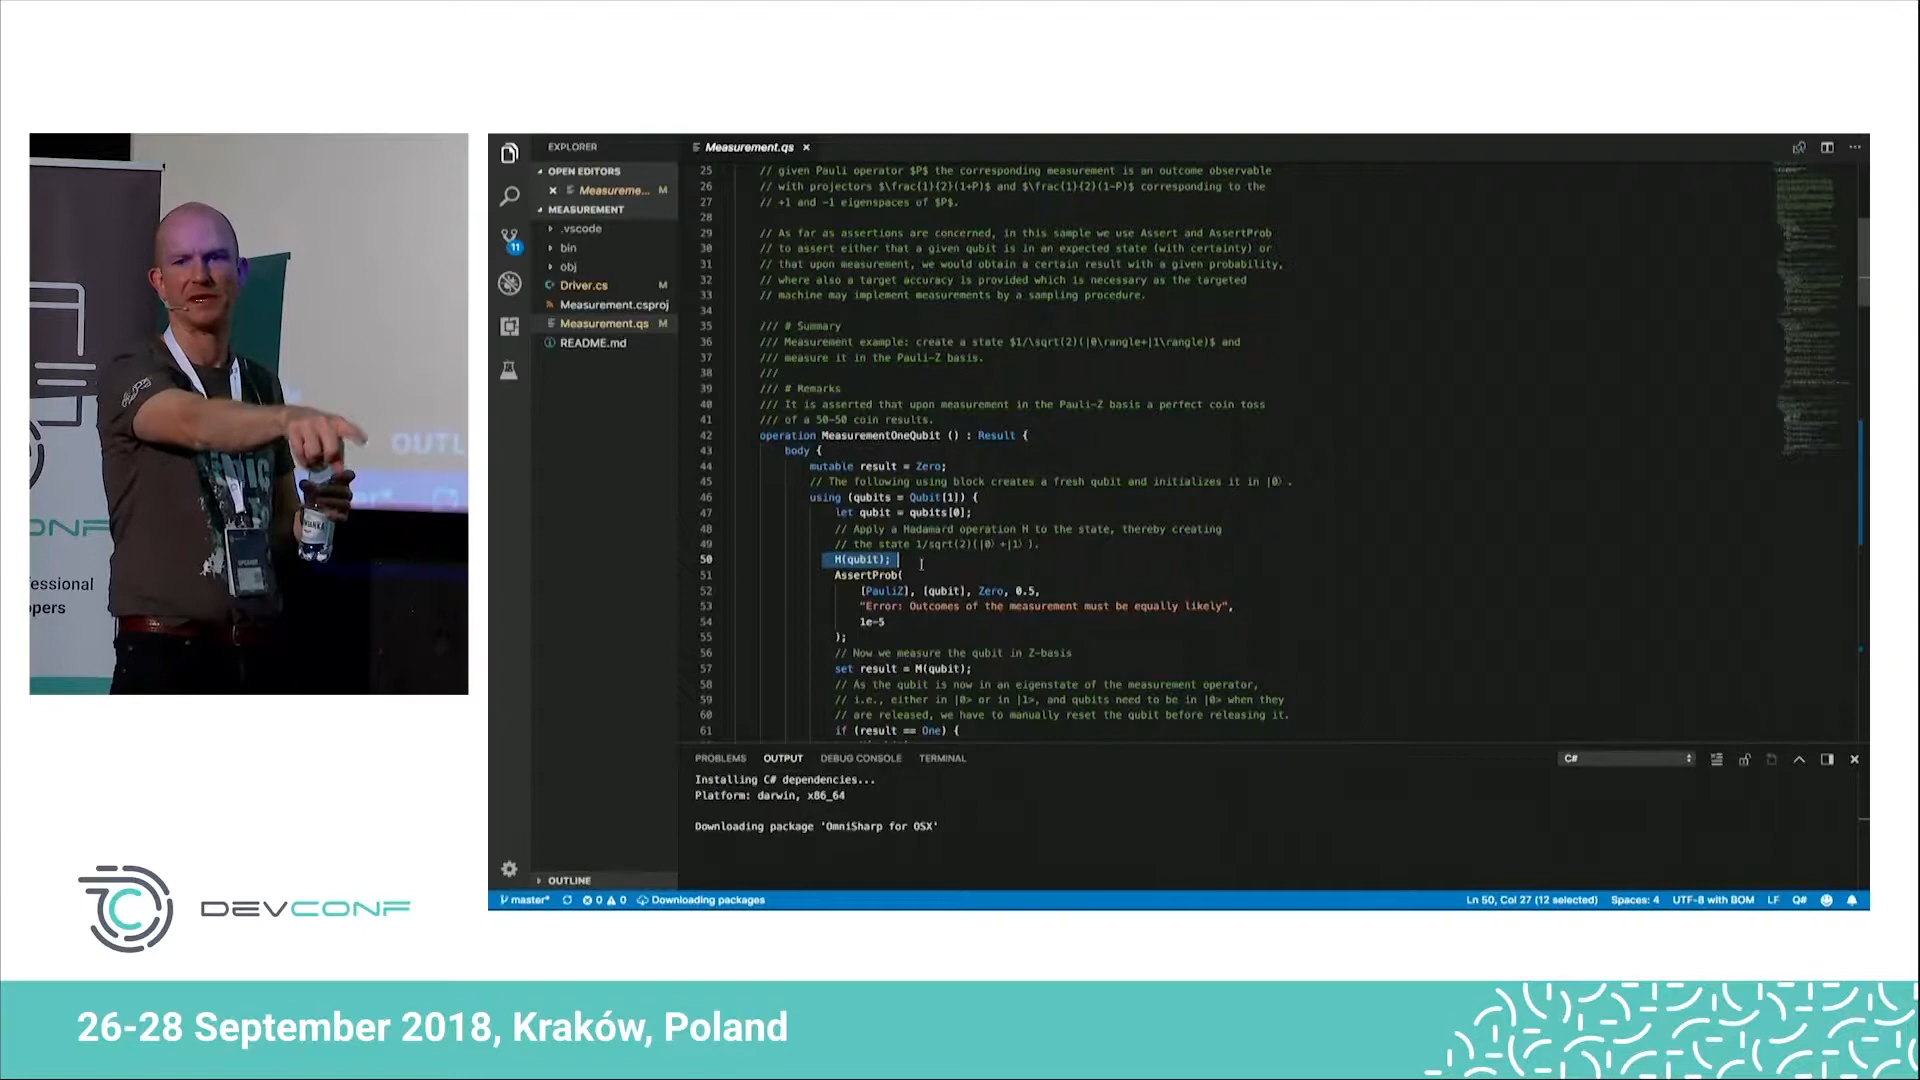 OUTL
ONF
essional
opers
EXPLORER
OPEN EDITORS
Measureme... M
MEASUREMENT
.vscode
bin
11
obj
Driver.cs M
Measurement.csproj
Measurement.qs M
README.md
OUTLINE
Measurement.qs
25 // given Pauli operator $P$ the corresponding measurement is an outcome observable
26 // with projectors $\frac{1}{2}(1+P)$ and $\frac{1}{2}(1-P)$ corresponding to the
27 // +1 and -1 eigenspaces of $P$.
28
29 // As far as assertions are concerned, in this sample we use Assert and AssertProb
30 // to assert either that a given qubit is in an expected state (with certainty) or
31 // that upon measurement, we would obtain a certain result with a given probability,
32 // where also a target accuracy is provided which is necessary as the targeted
33 // machine may implement measurements by a sampling procedure.
34
35 /// # Summary
36 /// Measurement example: create a state $1/\sqrt(2)(|0\rangle+|1\rangle)$ and
37 /// measure it in the Pauli-Z basis.
38 ///
39 /// # Remarks
40 /// It is asserted that upon measurement in the Pauli-Z basis a perfect coin toss
41 /// of a 50-50 coin results.
42 operation MeasurementOneQubit () : Result {
43 body {
44 mutable result = Zero;
45 // The following using block creates a fresh qubit and initializes it in |0〉.
46 using (qubits = Qubit[1]) {
47 let qubit = qubits[0];
48 // Apply a Hadamard operation H to the state, thereby creating
49 // the state 1/sqrt(2)(|0〉+|1〉).
50 H(qubit);
51 AssertProb(
52 [PauliZ], [qubit], Zero, 0.5,
53 "Error: Outcomes of the measurement must be equally likely",
54 1e-5
55 );
56 // Now we measure the qubit in Z-basis
57 set result = M(qubit);
58 // As the qubit is now in an eigenstate of the measurement operator,
59 // i.e., either in |0> or in |1>, and qubits need to be in |0> when they
60 // are released, we have to manually reset the qubit before releasing it.
61 if (result == One) {
PROBLEMS OUTPUT DEBUG CONSOLE TERMINAL C#
Installing C# dependencies...
Platform: darwin, x86_64
Downloading package 'OmniSharp for OSX'
master* 0 0 Downloading packages Ln 50, Col 27 (12 selected) Spaces: 4 UTF-8 with BOM LF Q#
DEVCONF
26-28 September 2018, Kraków, Poland